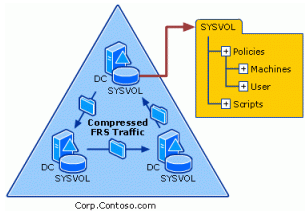 SYSVOL
Policies
Machines
User
Scripts
DC
SYSVOL
Compressed
FRS Traffic
DC
SYSVOL
DC
SYSVOL
Corp.Contoso.com